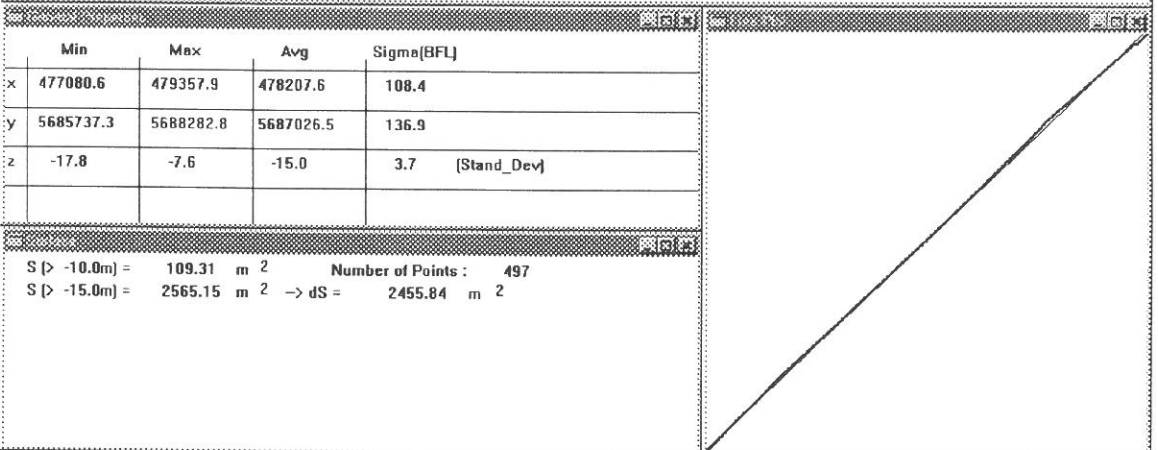 Min Max Avg Sigma(BFL)
x 477080.6 479357.9 478207.6 108.4
y 5685737.3 5688282.8 5687026.5 136.9
z -17.8 -7.6 -15.0 3.7 (Stand_Dev)
S (> -10.0m) = 109.31 m 2 Number of Points : 497
S (> -15.0m) = 2565.15 m 2 -> dS = 2455.84 m 2